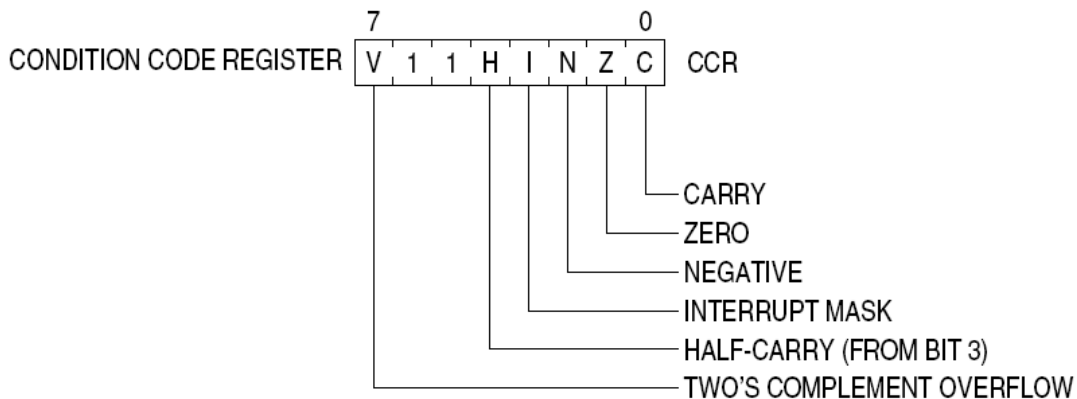 7 0
CONDITION CODE REGISTER V 1 1 H I N Z C CCR
CARRY
ZERO
NEGATIVE
INTERRUPT MASK
HALF-CARRY (FROM BIT 3)
TWO'S COMPLEMENT OVERFLOW